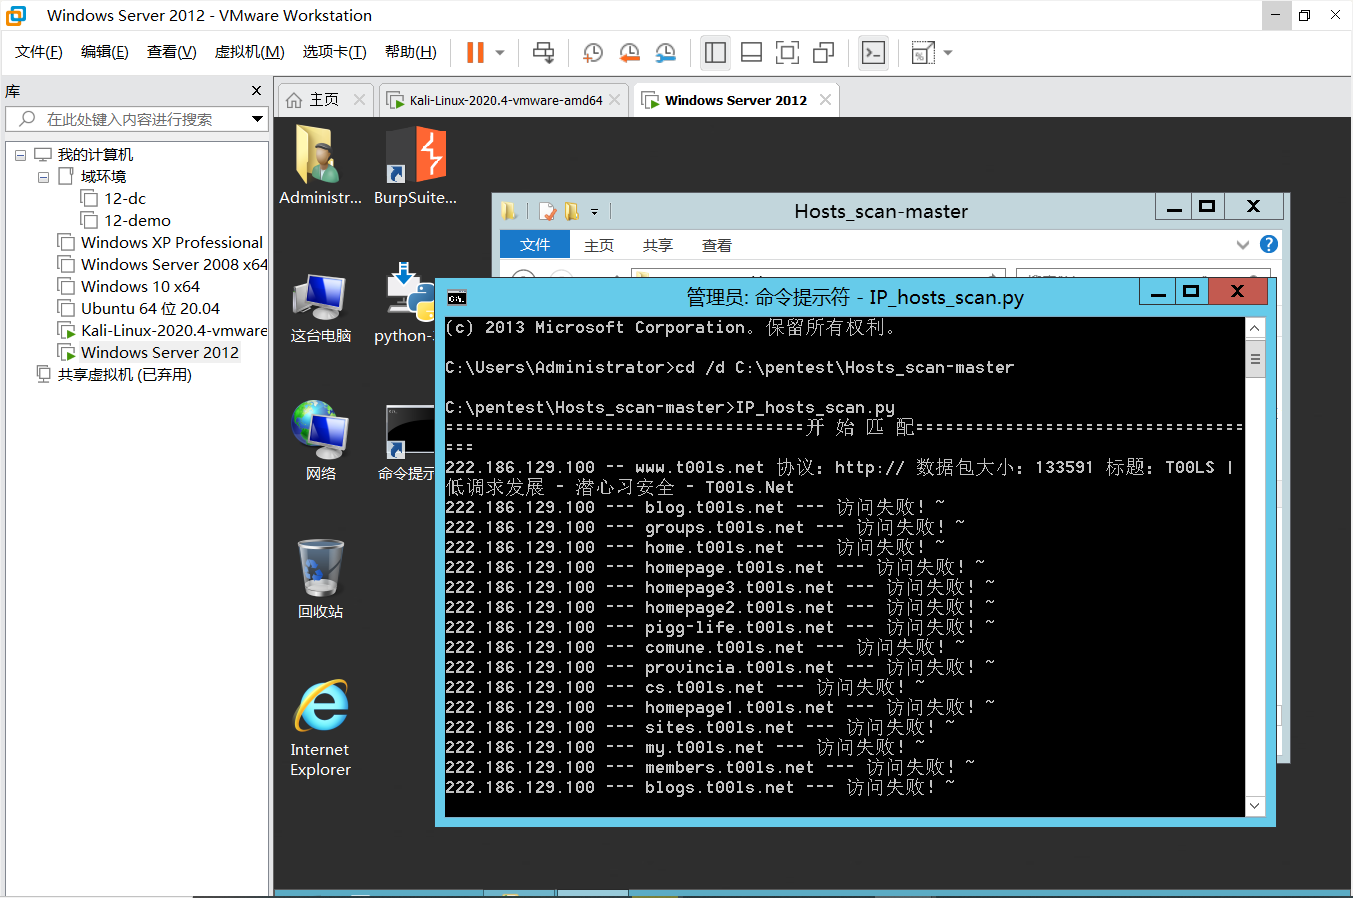 Windows Server 2012 - VMware Workstation
文件(F) 编辑(E) 查看(V) 虚拟机(M) 选项卡(T) 帮助(H)
库
在此处键入内容进行搜索
我的计算机
域环境
12-dc
12-demo
Windows XP Professional
Windows Server 2008 x64
Windows 10 x64
Ubuntu 64 位 20.04
Kali-Linux-2020.4-vmware
Windows Server 2012
共享虚拟机 (已弃用)
主页 Kali-Linux-2020.4-vmware-amd64 Windows Server 2012
Administr... BurpSuite...
这台电脑 python-
网络 命令提示
回收站
Internet
Explorer
Hosts_scan-master
文件 主页 共享 查看
管理员: 命令提示符 - IP_hosts_scan.py
(c) 2013 Microsoft Corporation。保留所有权利。
C:\Users\Administrator>cd /d C:\pentest\Hosts_scan-master
C:\pentest\Hosts_scan-master>IP_hosts_scan.py
====================================开 始 匹 配=================================
===
222.186.129.100 -- www.t00ls.net 协议：http:// 数据包大小：133591 标题：T00LS |
低调求发展 - 潜心习安全 - T00ls.Net
222.186.129.100 --- blog.t00ls.net --- 访问失败！~
222.186.129.100 --- groups.t00ls.net --- 访问失败！~
222.186.129.100 --- home.t00ls.net --- 访问失败！~
222.186.129.100 --- homepage.t00ls.net --- 访问失败！~
222.186.129.100 --- homepage3.t00ls.net --- 访问失败！~
222.186.129.100 --- homepage2.t00ls.net --- 访问失败！~
222.186.129.100 --- pigg-life.t00ls.net --- 访问失败！~
222.186.129.100 --- comune.t00ls.net --- 访问失败！~
222.186.129.100 --- provincia.t00ls.net --- 访问失败！~
222.186.129.100 --- cs.t00ls.net --- 访问失败！~
222.186.129.100 --- homepage1.t00ls.net --- 访问失败！~
222.186.129.100 --- sites.t00ls.net --- 访问失败！~
222.186.129.100 --- my.t00ls.net --- 访问失败！~
222.186.129.100 --- members.t00ls.net --- 访问失败！~
222.186.129.100 --- blogs.t00ls.net --- 访问失败！~